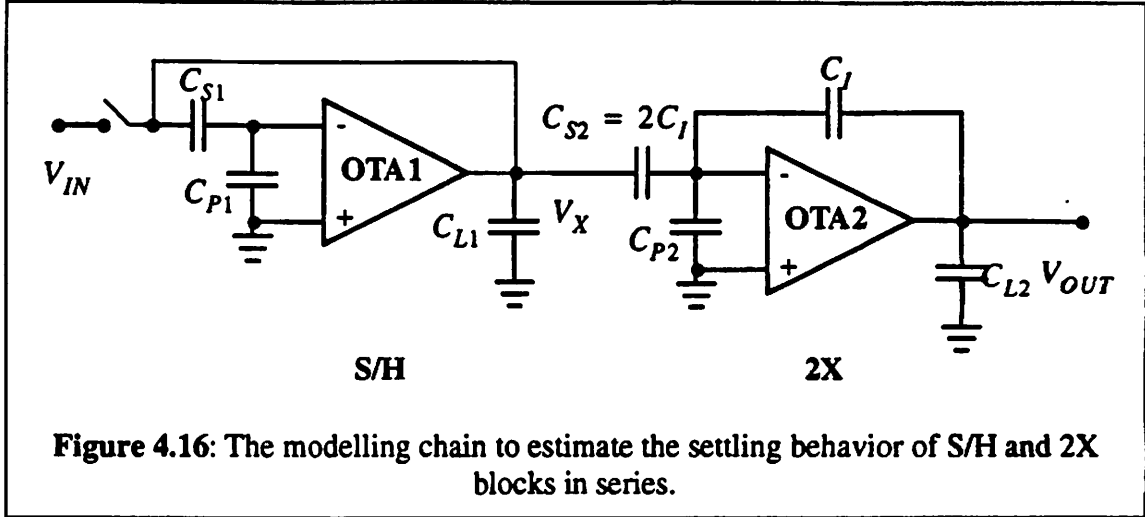 C_I
C_S1
C_S2 = 2C_I
-
OTA1
+
-
OTA2
+
V_IN
C_P1
C_L1
V_X
C_P2
C_L2
V_OUT
S/H
2X
Figure 4.16: The modelling chain to estimate the settling behavior of S/H and 2X
blocks in series.